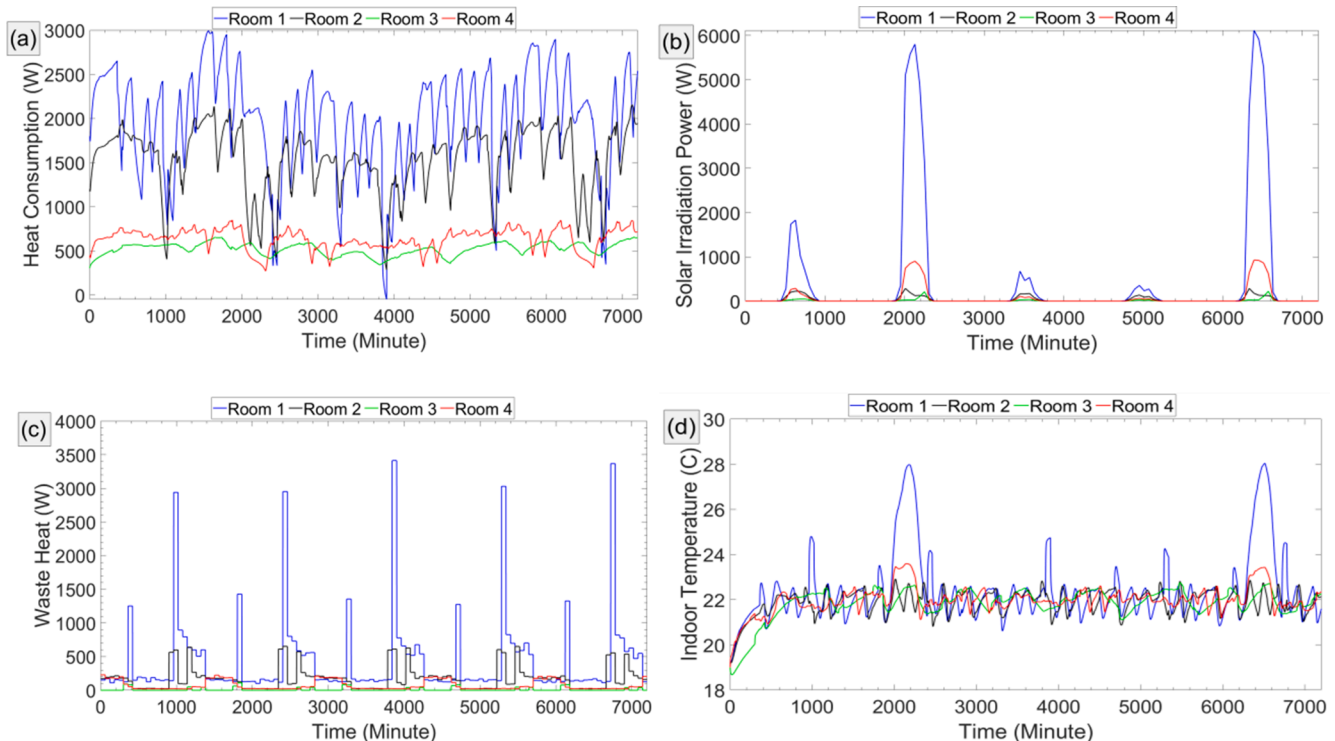 (a)
Room 1 Room 2 Room 3 Room 4
3000
2500
2000
1500
1000
500
0
Heat Consumption (W)
0 1000 2000 3000 4000 5000 6000 7000
Time (Minute)
(b)
Room 1 Room 2 Room 3 Room 4
6000
5000
4000
3000
2000
1000
0
Solar Irradiation Power (W)
1000 2000 3000 4000 5000 6000 7000
Time (Minute)
(c)
Room 1 Room 2 Room 3 Room 4
4000
3500
3000
2500
2000
1500
1000
500
0
Waste Heat (W)
0 1000 2000 3000 4000 5000 6000 7000
Time (Minute)
(d)
Room 1 Room 2 Room 3 Room 4
30
28
26
24
22
20
18
Indoor Temperature (C)
0 1000 2000 3000 4000 5000 6000 7000
Time (Minute)